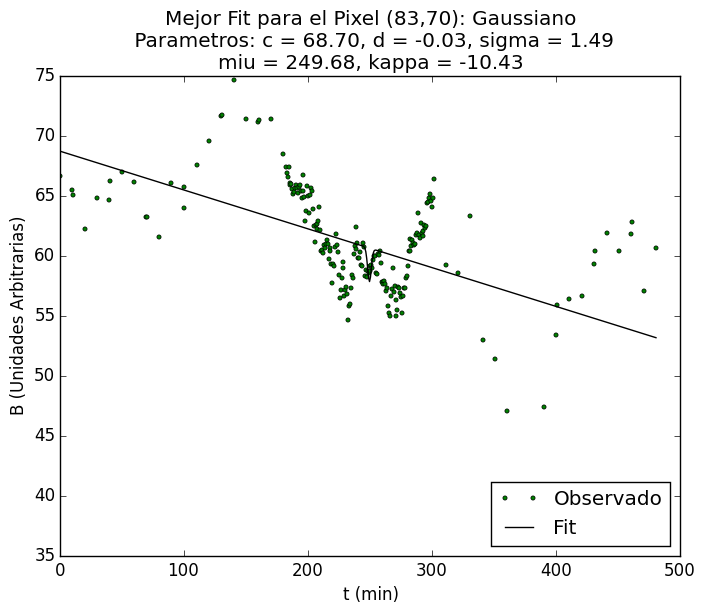 Mejor Fit para el Pixel (83,70): Gaussiano
Parametros: c = 68.70, d = -0.03, sigma = 1.49
miu = 249.68, kappa = -10.43
75
70
65
60
55
50
45
40
35
B (Unidades Arbitrarias)
Observado
Fit
0 100 200 300 400 500
t (min)